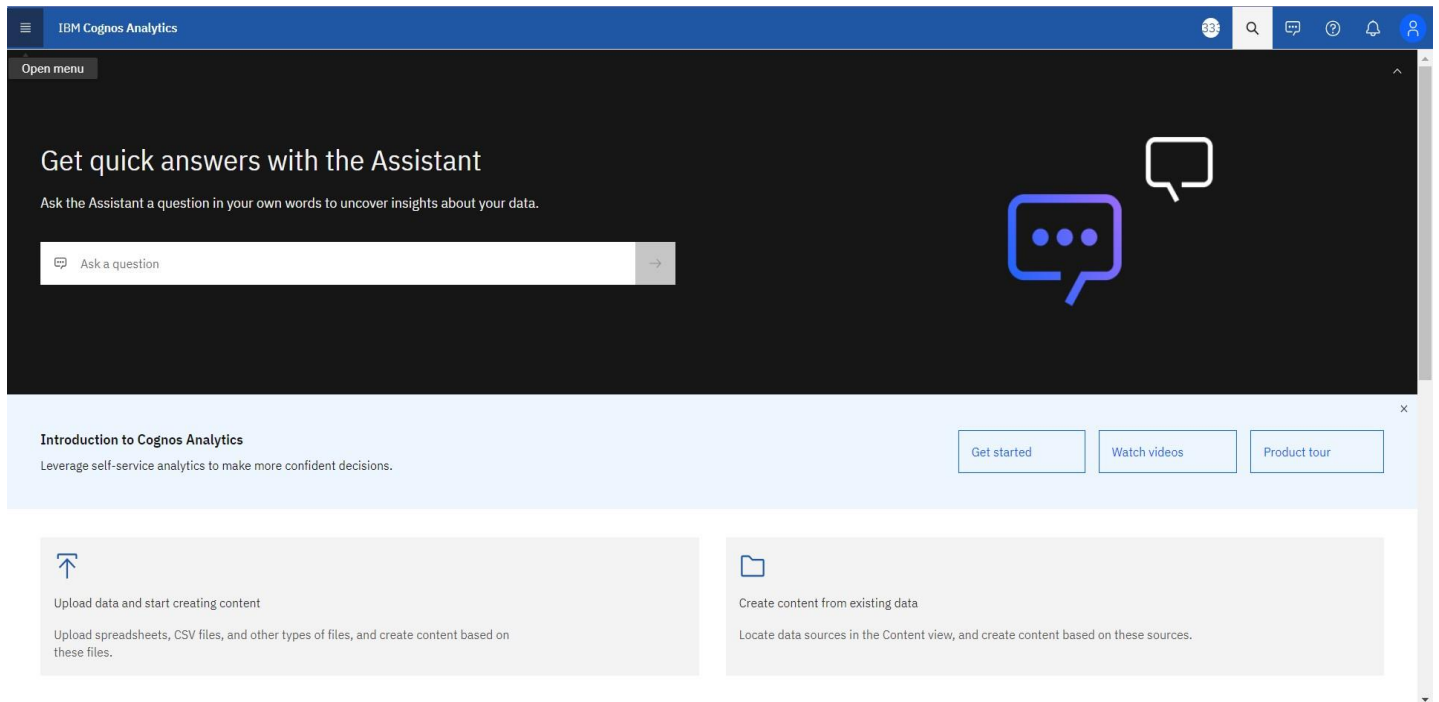 IBM Cognos Analytics
333
Open menu
Get quick answers with the Assistant
Ask the Assistant a question in your own words to uncover insights about your data.
Ask a question
Introduction to Cognos Analytics
Leverage self-service analytics to make more confident decisions.
Get started
Watch videos
Product tour
Upload data and start creating content
Upload spreadsheets, CSV files, and other types of files, and create content based on
these files.
Create content from existing data
Locate data sources in the Content view, and create content based on these sources.